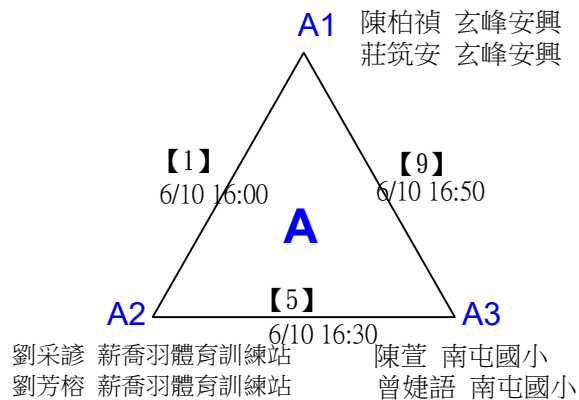 A1 陳柏禎 玄峰安興
莊筑安 玄峰安興
【1】
6/10 16:00
【9】
6/10 16:50
A
【5】
6/10 16:30
A2
A3
劉采諺 薪喬羽體育訓練站
劉芳榕 薪喬羽體育訓練站
陳萱 南屯國小
曾婕語 南屯國小